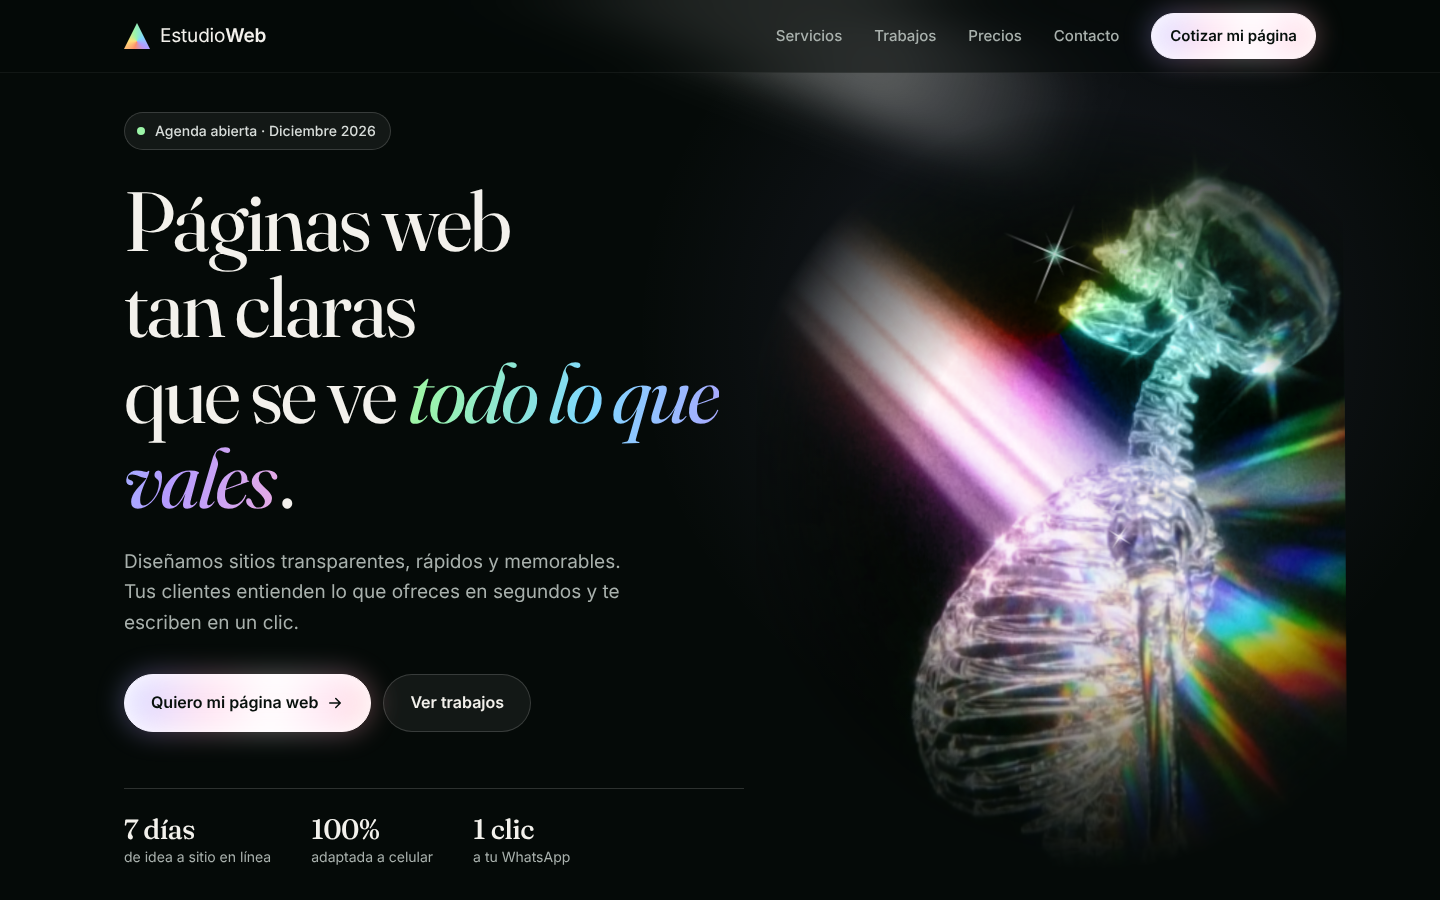 EstudioWeb
Servicios
Trabajos
Precios
Contacto
Cotizar mi página
Agenda abierta · Diciembre 2026
Páginas web
tan claras
que se ve todo lo que
vales.
Diseñamos sitios transparentes, rápidos y memorables.
Tus clientes entienden lo que ofreces en segundos y te
escriben en un clic.
Quiero mi página web →
Ver trabajos
7 días
de idea a sitio en línea
100%
adaptada a celular
1 clic
a tu WhatsApp